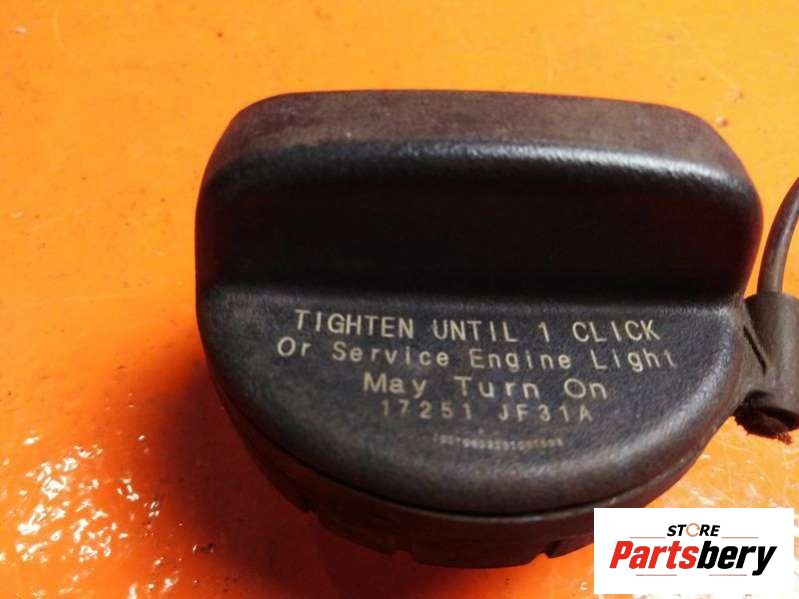 TIGHTEN UNTIL 1 CLICK
Or Service Engine Light
May Turn On
17251 JF31A
STORE
Partsbery